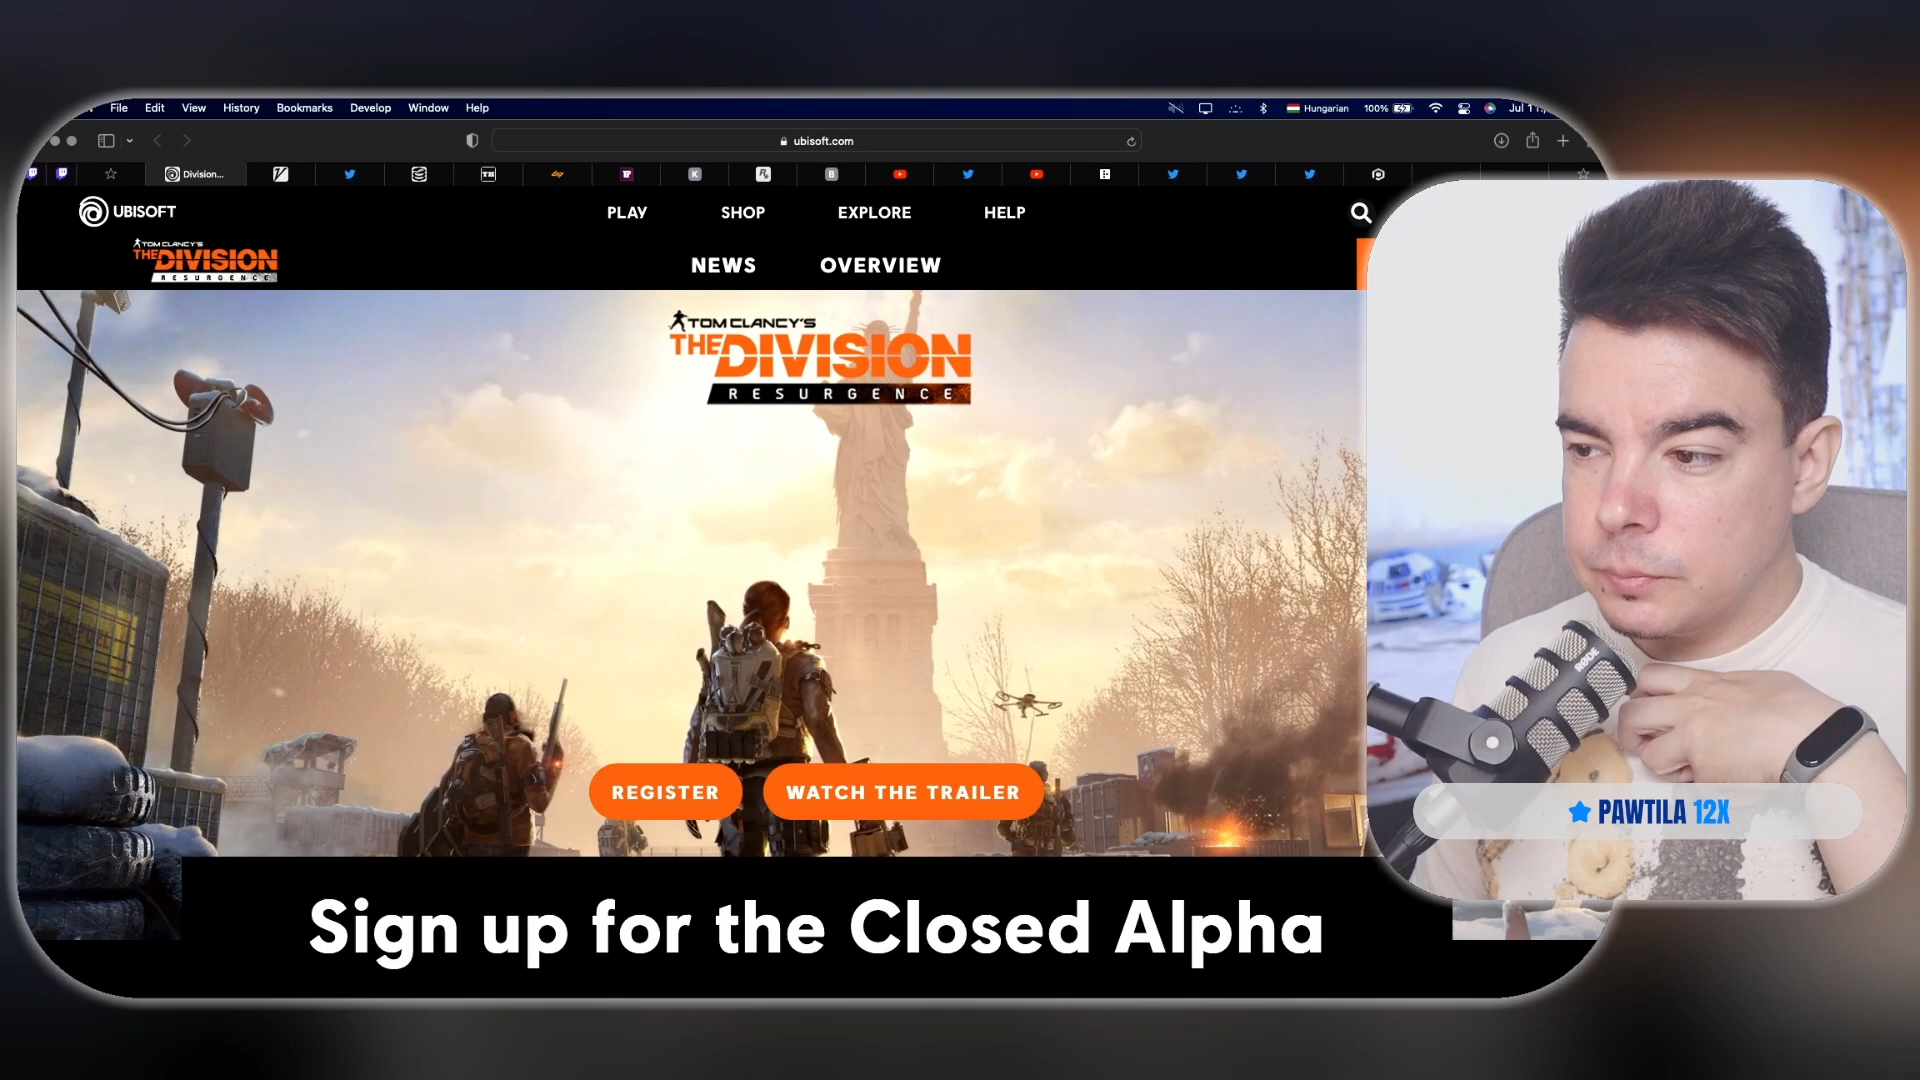 File Edit View History Bookmarks Develop Window Help
Hungarian 100%
ubisoft.com
Division...
UBISOFT
PLAY SHOP EXPLORE HELP
TOM CLANCY'S
THE DIVISION
RESURGENCE
NEWS OVERVIEW
TOM CLANCY'S
THE DIVISION
RESURGENCE
RØDE
REGISTER WATCH THE TRAILER
PAWTILA 12X
Sign up for the Closed Alpha